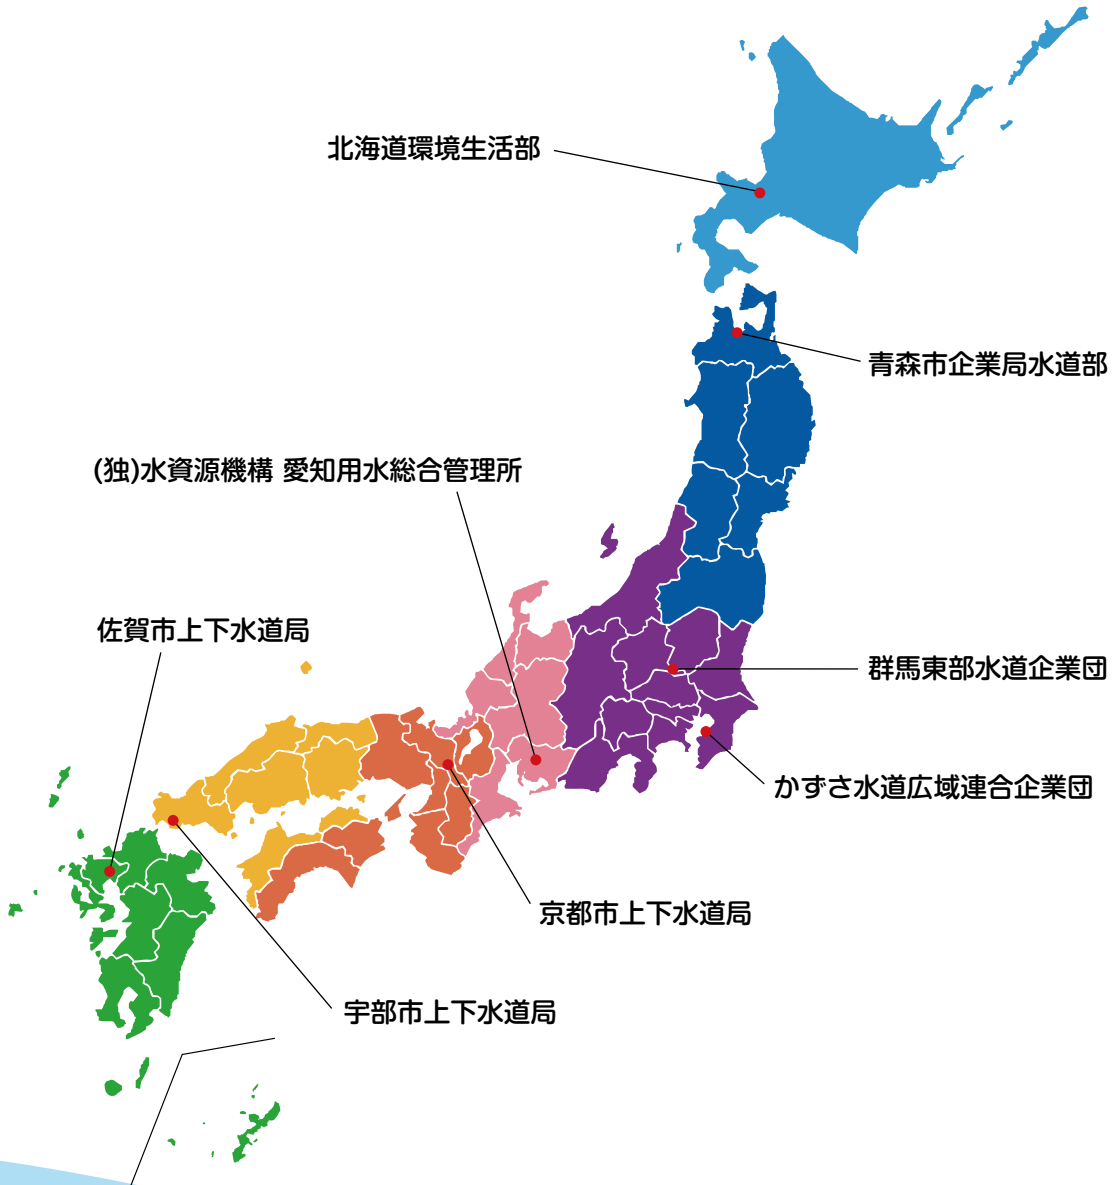 北海道環境生活部
青森市企業局水道部
(独)水資源機構 愛知用水総合管理所
佐賀市上下水道局
群馬東部水道企業団
かずさ水道広域連合企業団
京都市上下水道局
宇部市上下水道局